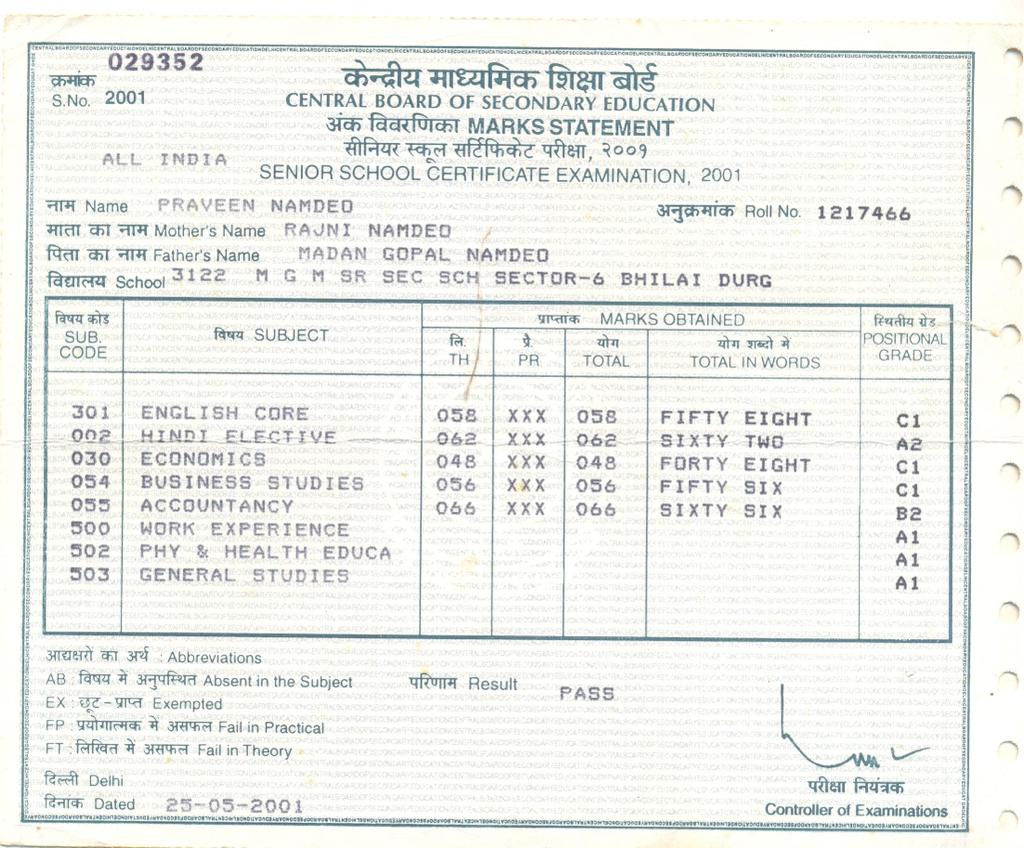 029352
क्रमांक
S.No. 2001
केन्द्रीय माध्यमिक शिक्षा बोर्ड
CENTRAL BOARD OF SECONDARY EDUCATION
अंक विवरणिका MARKS STATEMENT
सीनियर स्कूल सर्टिफिकेट परीक्षा, २००१
ALL INDIA
SENIOR SCHOOL CERTIFICATE EXAMINATION, 2001
नाम Name PRAVEEN NAMDEO अनुक्रमांक Roll No. 1217466
माता का नाम Mother's Name RAJNI NAMDEO
पिता का नाम Father's Name MADAN GOPAL NAMDEO
विद्यालय School 3122 M G M SR SEC SCH SECTOR-6 BHILAI DURG
विषय कोड SUB. CODE विषय SUBJECT प्राप्तांक MARKS OBTAINED स्थितीय ग्रेड POSITIONAL GRADE
लि. TH प्रै. PR योग TOTAL योग शब्दो में TOTAL IN WORDS
301 ENGLISH CORE 058 XXX 058 FIFTY EIGHT C1
002 HINDI ELECTIVE 062 XXX 062 SIXTY TWO A2
030 ECONOMICS 048 XXX 048 FORTY EIGHT C1
054 BUSINESS STUDIES 056 XXX 056 FIFTY SIX C1
055 ACCOUNTANCY 066 XXX 066 SIXTY SIX B2
500 WORK EXPERIENCE A1
502 PHY & HEALTH EDUCA A1
503 GENERAL STUDIES A1
आद्यक्षरो का अर्थ : Abbreviations
AB : विषय में अनुपस्थित Absent in the Subject परिणाम Result PASS
EX : छूट-प्राप्त Exempted
FP : प्रयोगात्मक में असफल Fail in Practical
FT : लिखित में असफल Fail in Theory
दिल्ली Delhi
दिनांक Dated 25-05-2001
परीक्षा नियंत्रक
Controller of Examinations